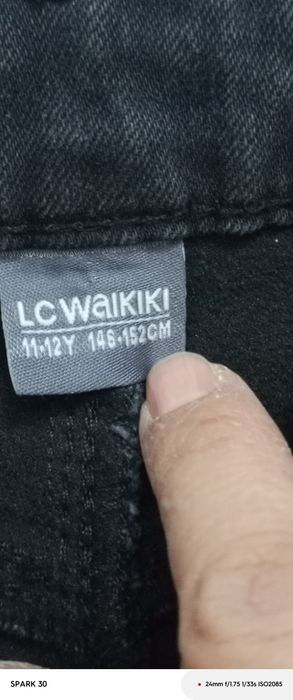 LC WAIKIKI
11-12Y 146-152CM
SPARK 30
24mm f/1.75 1/33s ISO2085